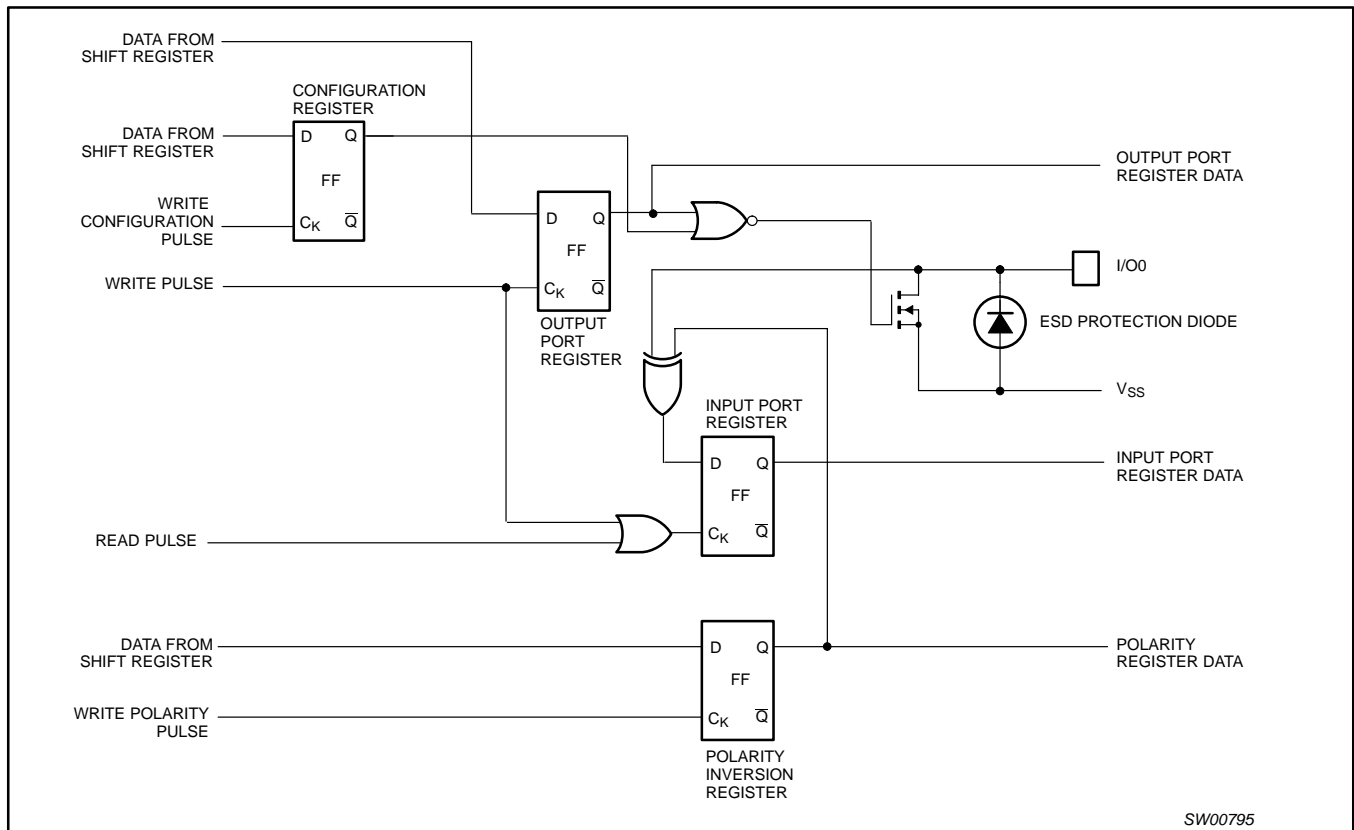 DATA FROM
SHIFT REGISTER
CONFIGURATION
REGISTER
DATA FROM
SHIFT REGISTER
D Q
FF
CK Q̅
WRITE
CONFIGURATION
PULSE
OUTPUT PORT
REGISTER DATA
D Q
FF
CK Q̅
OUTPUT
PORT
REGISTER
WRITE PULSE
I/O0
ESD PROTECTION DIODE
VSS
INPUT PORT
REGISTER
D Q
FF
CK Q̅
INPUT PORT
REGISTER DATA
READ PULSE
DATA FROM
SHIFT REGISTER
D Q
FF
CK Q̅
POLARITY
REGISTER DATA
WRITE POLARITY
PULSE
POLARITY
INVERSION
REGISTER
SW00795